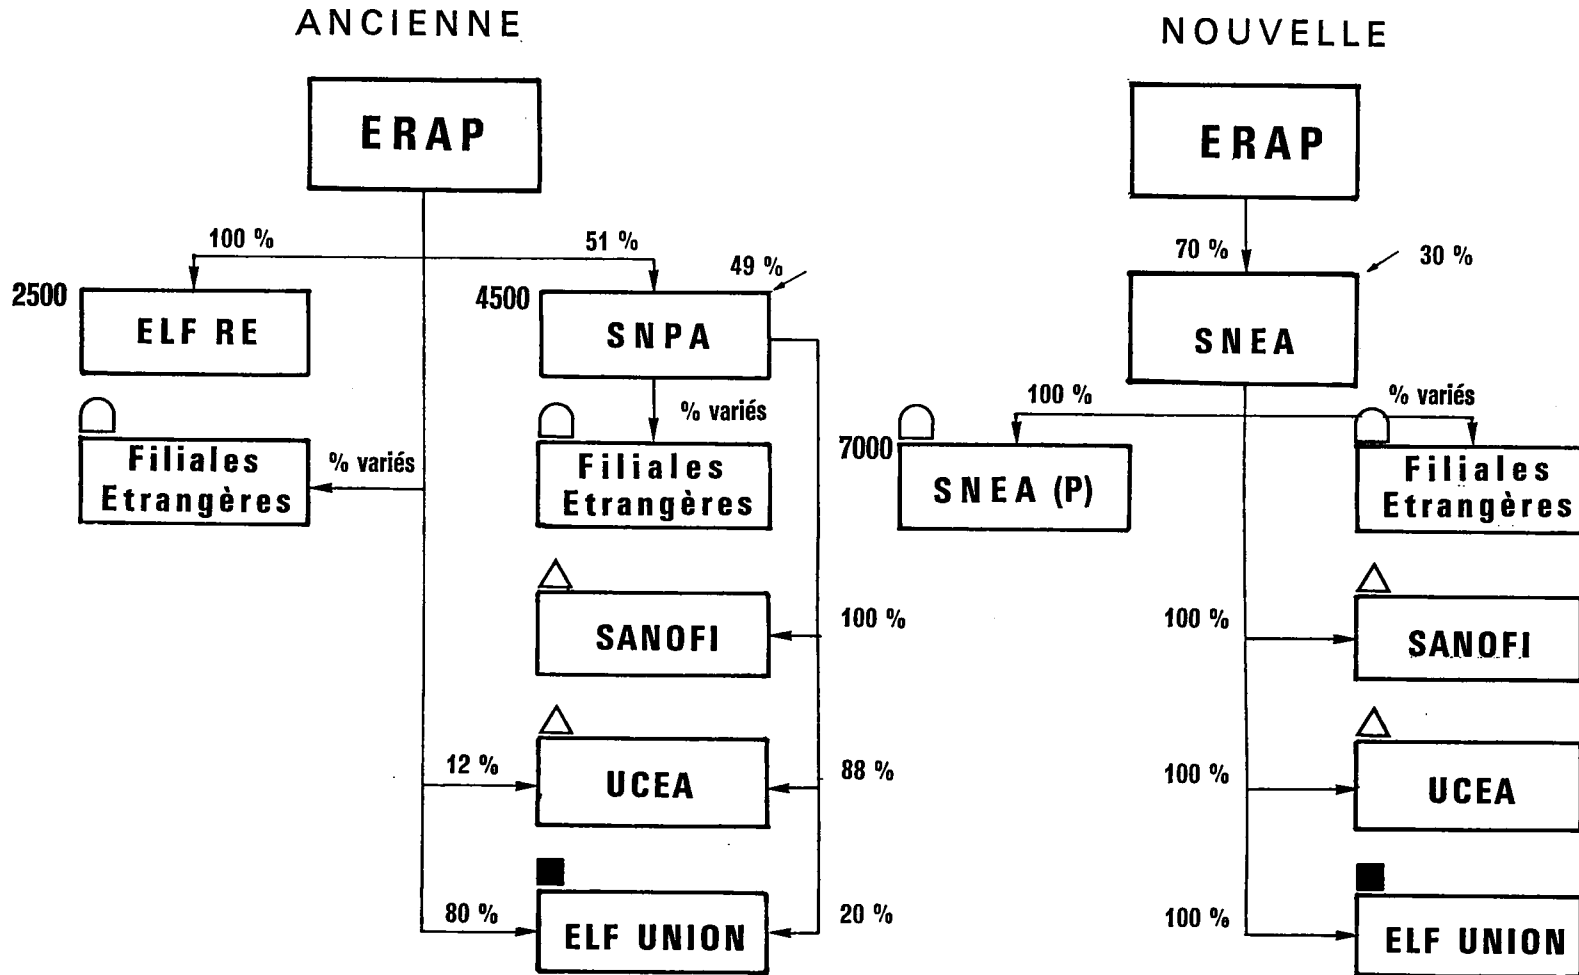 ANCIENNE
ERAP
100 %
51 %
49 %
2500
ELF RE
4500
SNPA
% variés
Filiales
Etrangères
% variés
Filiales
Etrangères
SANOFI
100 %
12 %
UCEA
88 %
80 %
ELF UNION
20 %
NOUVELLE
ERAP
70 %
30 %
SNEA
100 %
% variés
7000
SNEA (P)
Filiales
Etrangères
100 %
SANOFI
100 %
UCEA
100 %
ELF UNION